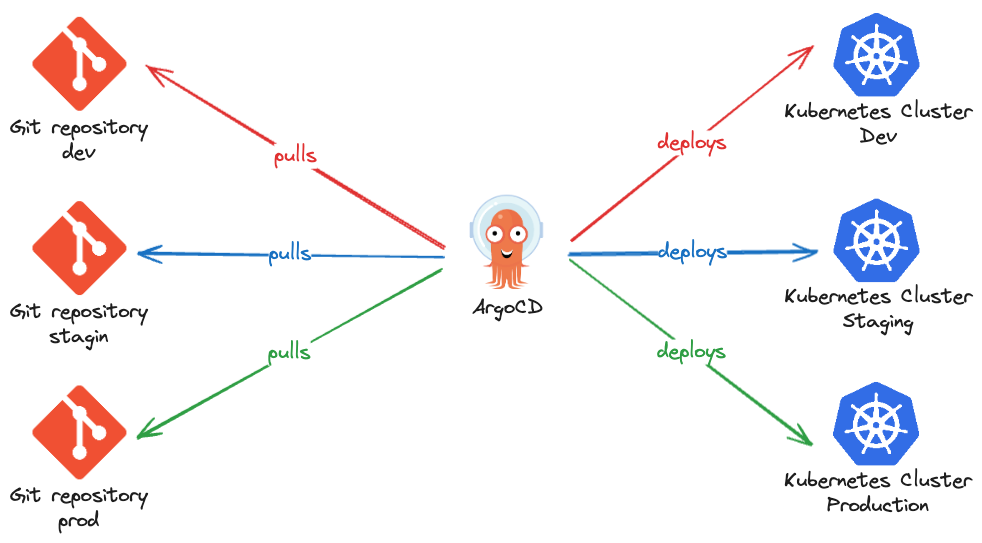 Git repository
dev
pulls
deploys
Kubernetes Cluster
Dev
Git repository
stagin
pulls
ArgoCD
deploys
Kubernetes Cluster
Staging
Git repository
prod
pulls
deploys
Kubernetes Cluster
Production